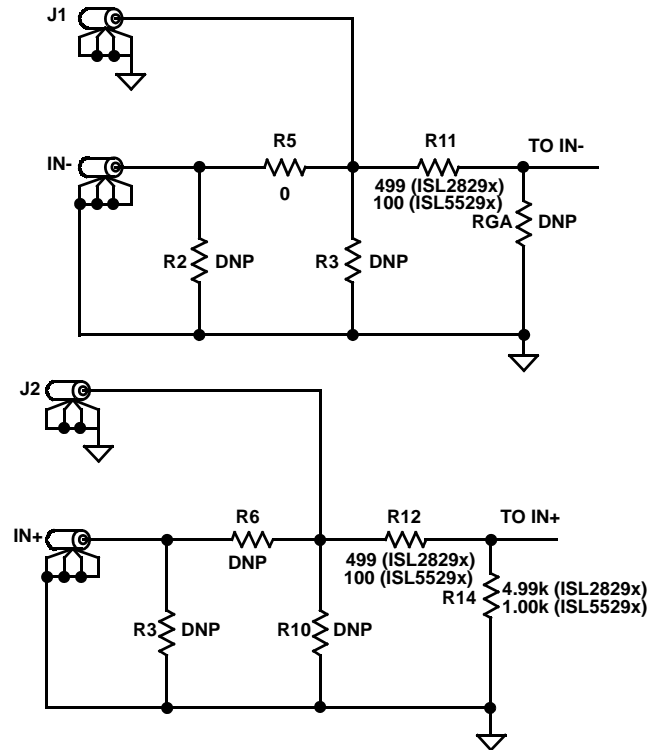 J1
IN-
R5
0
R11
499 (ISL2829x)
100 (ISL5529x)
TO IN-
RGA
DNP
R2
DNP
R3
DNP
J2
IN+
R6
DNP
R12
499 (ISL2829x)
100 (ISL5529x)
TO IN+
R14
4.99k (ISL2829x)
1.00k (ISL5529x)
R3
DNP
R10
DNP